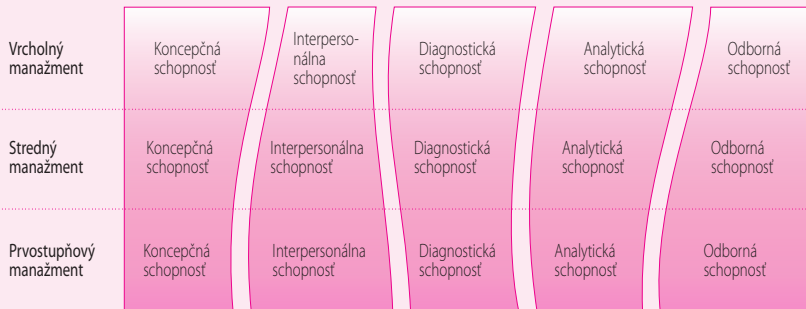 Vrcholný
manažment
Koncepčná
schopnosť
Interperso-
nálna
schopnosť
Diagnostická
schopnosť
Analytická
schopnosť
Odborná
schopnosť
Stredný
manažment
Koncepčná
schopnosť
Interpersonálna
schopnosť
Diagnostická
schopnosť
Analytická
schopnosť
Odborná
schopnosť
Prvostupňový
manažment
Koncepčná
schopnosť
Interpersonálna
schopnosť
Diagnostická
schopnosť
Analytická
schopnosť
Odborná
schopnosť